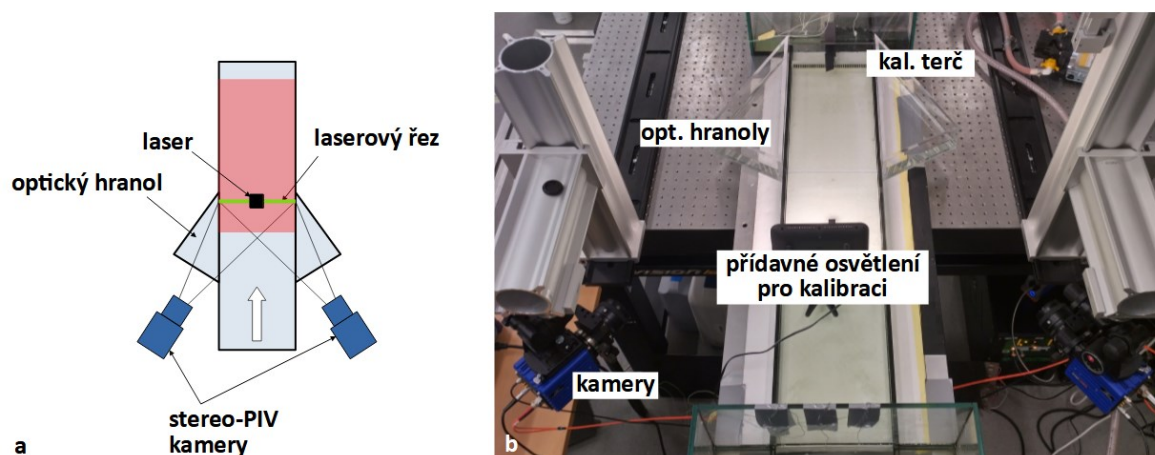 laser
laserový řez
optický hranol
stereo-PIV
kamery
a
kal. terč
opt. hranoly
přídavné osvětlení
pro kalibraci
kamery
b